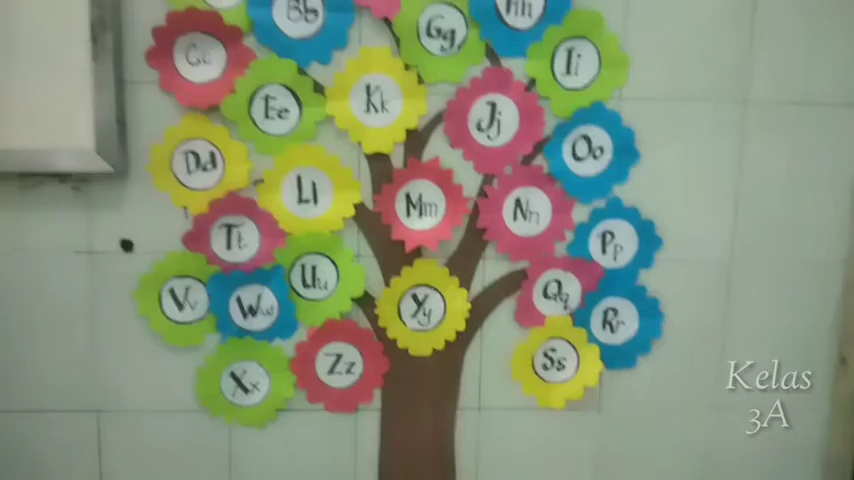 Bb
Hh
Gg
Cc
Ii
Ee
Kk
Jj
Oo
Dd
Ll
Mm
Nn
Tt
Pp
Uu
Qq
Vv
Ww
Yy
Rr
Zz
Ss
Xx
Kelas
3A